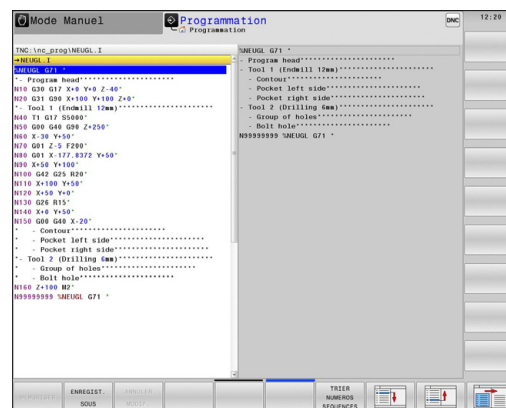 Mode Manuel
Programmation
Programmation
DNC
12:20
TNC:\nc_prog\NEUGL.I
→NEUGL.I
%NEUGL G71 *
*- Program head*********************
N10 G30 G17 X+0 Y+0 Z-40*
N20 G31 G90 X+100 Y+100 Z+0*
*- Tool 1 (Endmill 12mm)*********************
N40 T1 G17 S5000*
N50 G00 G40 G90 Z+250*
N60 X-30 Y+50*
N70 G01 Z-5 F200*
N80 G01 X-177.8372 Y+50*
N90 X+50 Y+100*
N100 G42 G25 R20*
N110 X+100 Y+50*
N120 X+50 Y+0*
N130 G26 R15*
N140 X+0 Y+50*
N150 G00 G40 X-20*
* - Contour*********************
* - Pocket left side*********************
* - Pocket right side*********************
*- Tool 2 (Drilling 6mm)*********************
* - Group of holes*********************
* - Bolt hole*********************
N160 Z+100 M2*
N99999999 %NEUGL G71 *
%NEUGL G71 *
- Program head*********************
- Tool 1 (Endmill 12mm)*********************
- Contour*********************
- Pocket left side*********************
- Pocket right side*********************
- Tool 2 (Drilling 6mm)*********************
- Group of holes*********************
- Bolt hole*********************
N99999999 %NEUGL G71 *
ENREGIST.
SOUS
ANNULER
MODIF.
TRIER
NUMEROS
SEQUENCES